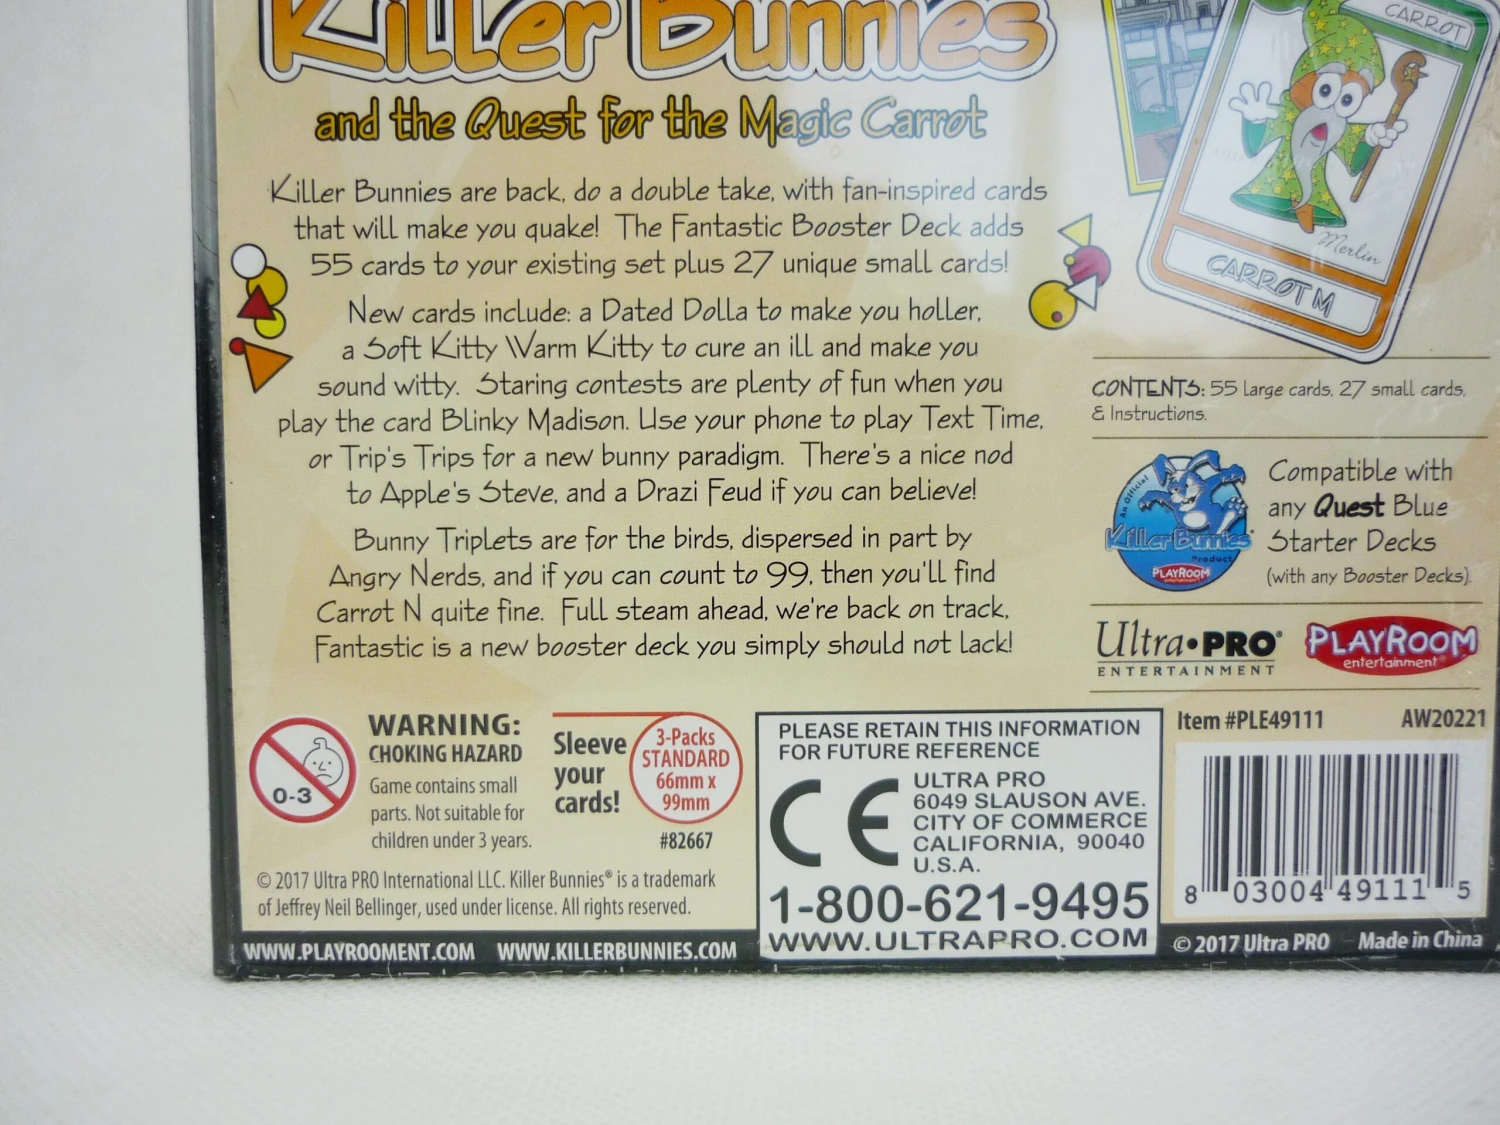 Killer Bunnies
and the Quest for the Magic Carrot
Killer Bunnies are back, do a double take, with fan-inspired cards
that will make you quake! The Fantastic Booster Deck adds
55 cards to your existing set plus 27 unique small cards!
New cards include: a Dated Dolla to make you holler,
a Soft Kitty Warm Kitty to cure an ill and make you
sound witty. Staring contests are plenty of fun when you
play the card Blinky Madison. Use your phone to play Text Time,
or Trip's Trips for a new bunny paradigm. There's a nice nod
to Apple's Steve, and a Drazi Feud if you can believe!
Bunny Triplets are for the birds, dispersed in part by
Angry Nerds, and if you can count to 99, then you'll find
Carrot N quite fine. Full steam ahead, we're back on track,
Fantastic is a new booster deck you simply should not lack!
CARROT
Merlin
CARROT M
CONTENTS: 55 large cards, 27 small cards,
& Instructions.
An Official
Killer Bunnies
Product
PLAYROOM
Compatible with
any Quest Blue
Starter Decks
(with any Booster Decks).
Ultra•PRO®
ENTERTAINMENT
PLAYROOM
entertainment®
0-3
WARNING:
CHOKING HAZARD
Game contains small
parts. Not suitable for
children under 3 years.
Sleeve
your
cards!
3-Packs
STANDARD
66mm x
99mm
#82667
© 2017 Ultra PRO International LLC. Killer Bunnies® is a trademark
of Jeffrey Neil Bellinger, used under license. All rights reserved.
WWW.PLAYROOMENT.COM WWW.KILLERBUNNIES.COM
PLEASE RETAIN THIS INFORMATION
FOR FUTURE REFERENCE
CE
ULTRA PRO
6049 SLAUSON AVE.
CITY OF COMMERCE
CALIFORNIA, 90040
U.S.A.
1-800-621-9495
WWW.ULTRAPRO.COM
Item #PLE49111 AW20221
8 03004 49111 5
© 2017 Ultra PRO Made in China